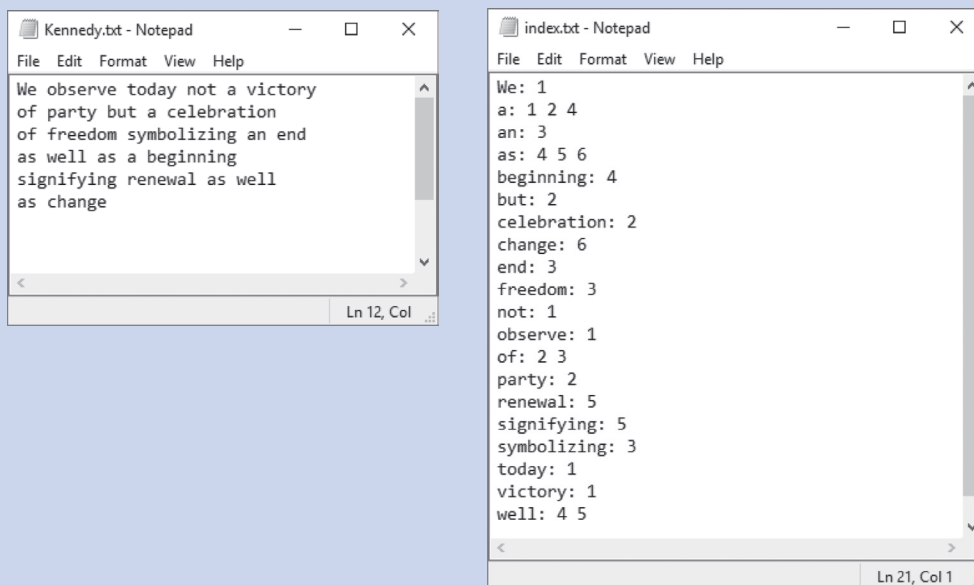 Kennedy.txt - Notepad
File Edit Format View Help
We observe today not a victory
of party but a celebration
of freedom symbolizing an end
as well as a beginning
signifying renewal as well
as change
Ln 12, Col
index.txt - Notepad
File Edit Format View Help
We: 1
a: 1 2 4
an: 3
as: 4 5 6
beginning: 4
but: 2
celebration: 2
change: 6
end: 3
freedom: 3
not: 1
observe: 1
of: 2 3
party: 2
renewal: 5
signifying: 5
symbolizing: 3
today: 1
victory: 1
well: 4 5
Ln 21, Col 1